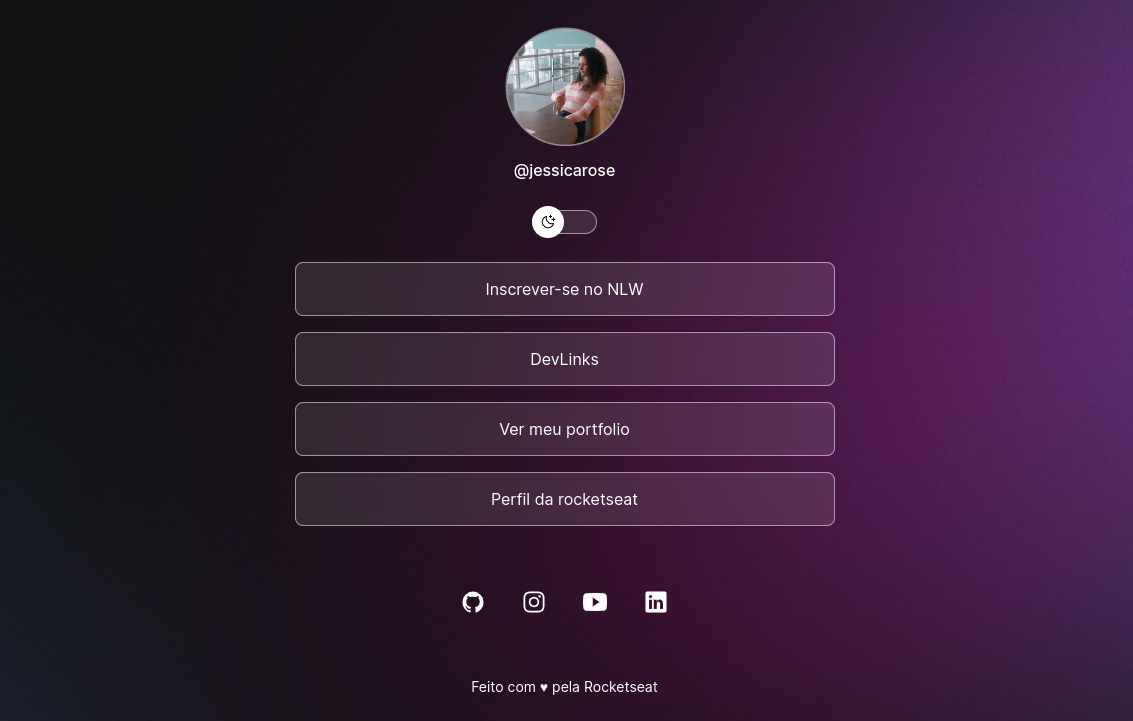 @jessicarose
Inscrever-se no NLW
DevLinks
Ver meu portfolio
Perfil da rocketseat
Feito com ♥ pela Rocketseat